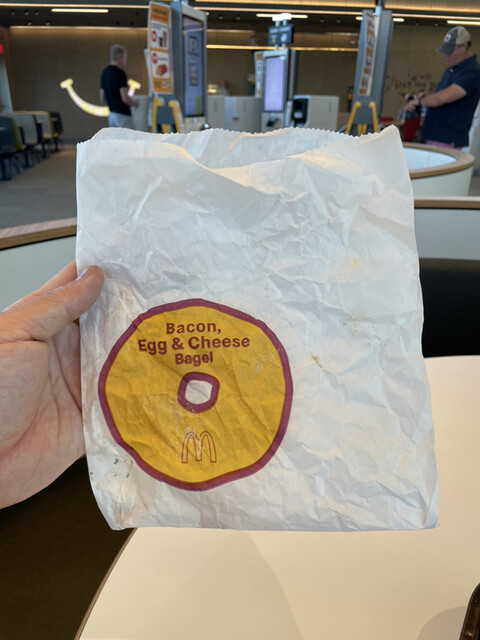 Bacon,
Egg & Cheese
Bagel